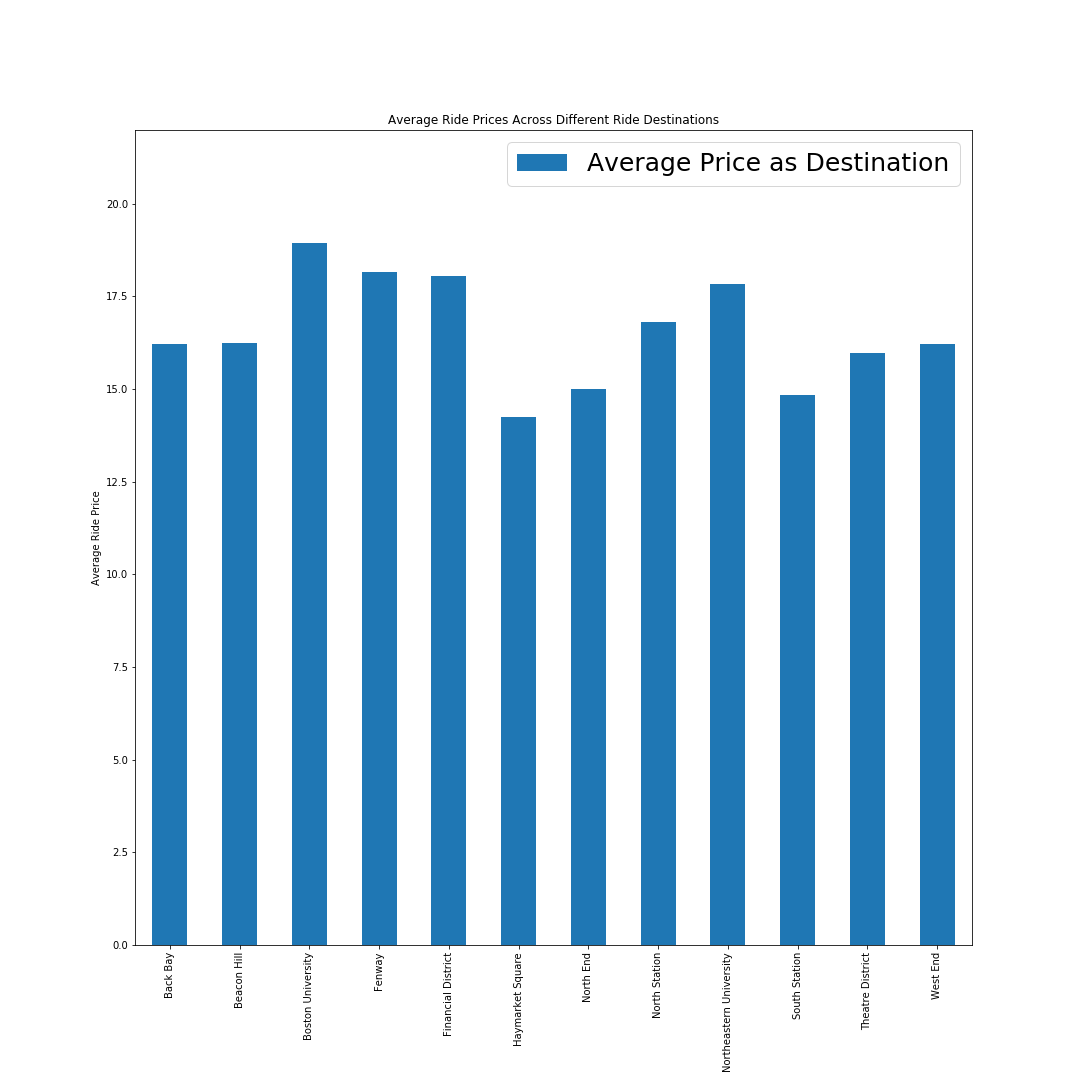 Average Ride Prices Across Different Ride Destinations
Average Price as Destination
20.0
17.5
15.0
12.5
10.0
7.5
5.0
2.5
0.0
Average Ride Price
Back Bay
Beacon Hill
Boston University
Fenway
Financial District
Haymarket Square
North End
North Station
Northeastern University
South Station
Theatre District
West End